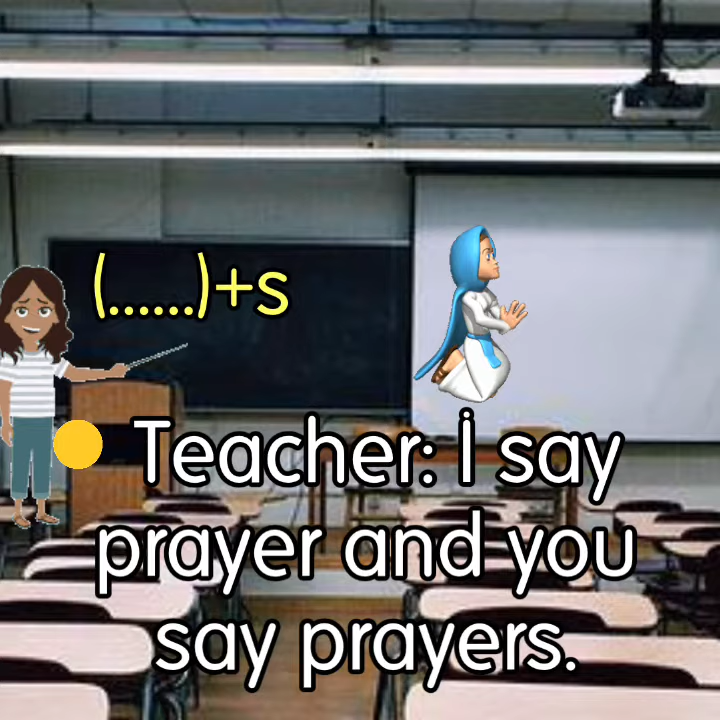 (......)+s
Teacher: İ say
prayer and you
say prayers.